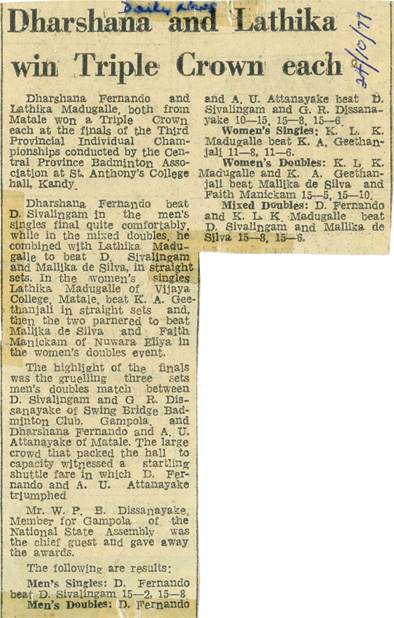 Daily News
24/10/77
Dharshana and Lathika
win Triple Crown each
Dharshana Fernando and
Lathika Madugalle, both from
Matale won a Triple Crown
each at the finals of the Third
Provincial Individual Cham-
pionships conducted by the Cen-
tral Province Badminton Asso-
ciation at St. Anthony's College
hall, Kandy.
Dharshana Fernando beat
D. Sivalingam in the men's
singles final quite comfortably,
while in the mixed doubles, he
combined with Lathika Madu-
galle to beat D. Sivalingam
and Mallika de Silva, in straight
sets. In the women's singles
Lathika Madugalle of Vijaya
College, Matale, beat K. A. Gee-
thanjali in straight sets and,
then the two parnered to beat
Mallika de Silva and Faith
Manickam of Nuwara Eliya in
the women's doubles event.
The highlight of the finals
was the gruelling three sets
men's doubles match between
D. Sivalingam and G R. Dis-
sanayake of Swing Bridge Bad-
minton Club, Gampola, and
Dharshana Fernando and A. U.
Attanayake of Matale. The large
crowd that packed the hall to
capacity witnessed a startling
shuttle fare in which D. Fer-
nando and A. U. Attanayake
triumphed
Mr. W. P. B. Dissanayake,
Member for Gampola of the
National State Assembly was
the chief guest and gave away
the awards.
The following are results:
Men's Singles: D. Fernando
beat D. Sivalingam 15—2, 15—8
Men's Doubles: D. Fernando
and A. U. Attanayake beat D.
Sivalingam and G R. Dissana-
yake 10—15, 15—8, 15—6.
Women's Singles: K. L. K.
Madugalle beat K. A. Geethan-
jali 11—8, 11—6.
Women's Doubles: K. L K.
Madugalle and K. A. Geethan-
jali beat Mallika de Silva and
Faith Manickam 15—5, 15—10.
Mixed Doubles: D. Fernando
and K. L. K Madugalle beat
D. Sivalingam and Mallika de
Silva 15—8, 15—6.